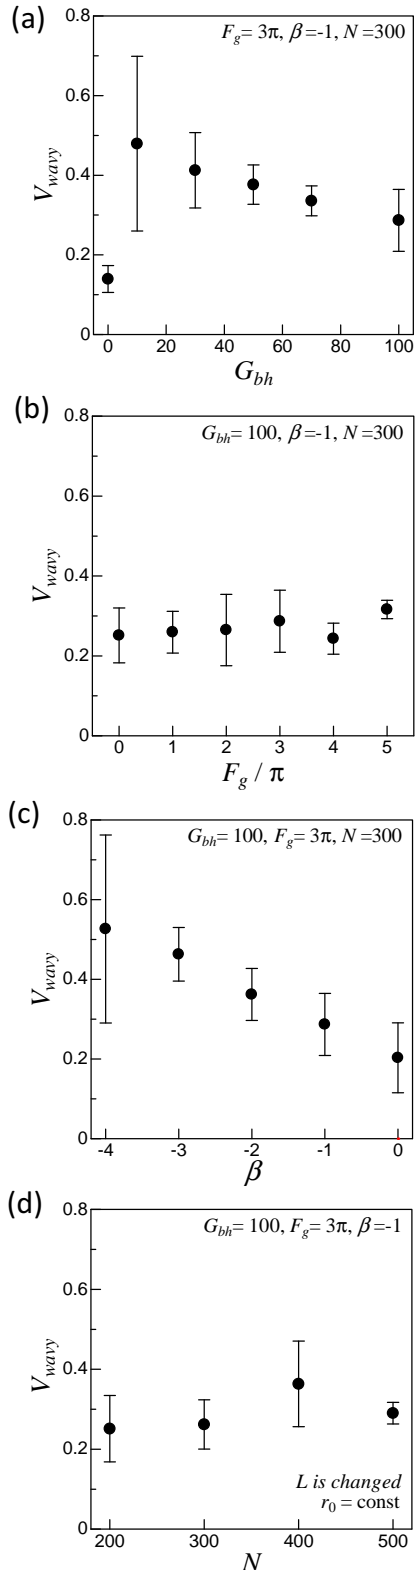 (a)
F_g= 3π, β=-1, N=300
0.8
0.6
0.4
0.2
0
V_wavy
0 20 40 60 80 100
G_bh
(b)
G_bh= 100, β=-1, N=300
0.8
0.6
0.4
0.2
0
V_wavy
0 1 2 3 4 5
F_g / π
(c)
G_bh= 100, F_g= 3π, N=300
0.8
0.6
0.4
0.2
0
V_wavy
-4 -3 -2 -1 0
β
(d)
G_bh= 100, F_g= 3π, β=-1
0.8
0.6
0.4
0.2
0
V_wavy
L is changed
r_0 = const
200 300 400 500
N